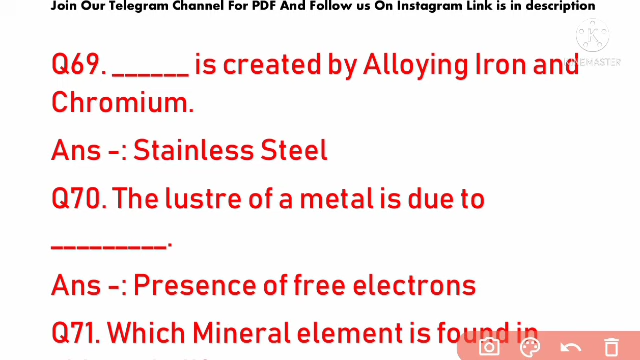 Join Our Telegram Channel For PDF And Follow us On Instagram Link is in description
Q69. ______ is created by Alloying Iron and
Chromium.
Ans -: Stainless Steel
Q70. The lustre of a metal is due to
_________.
Ans -: Presence of free electrons
Q71. Which Mineral element is found in
KINEMASTER